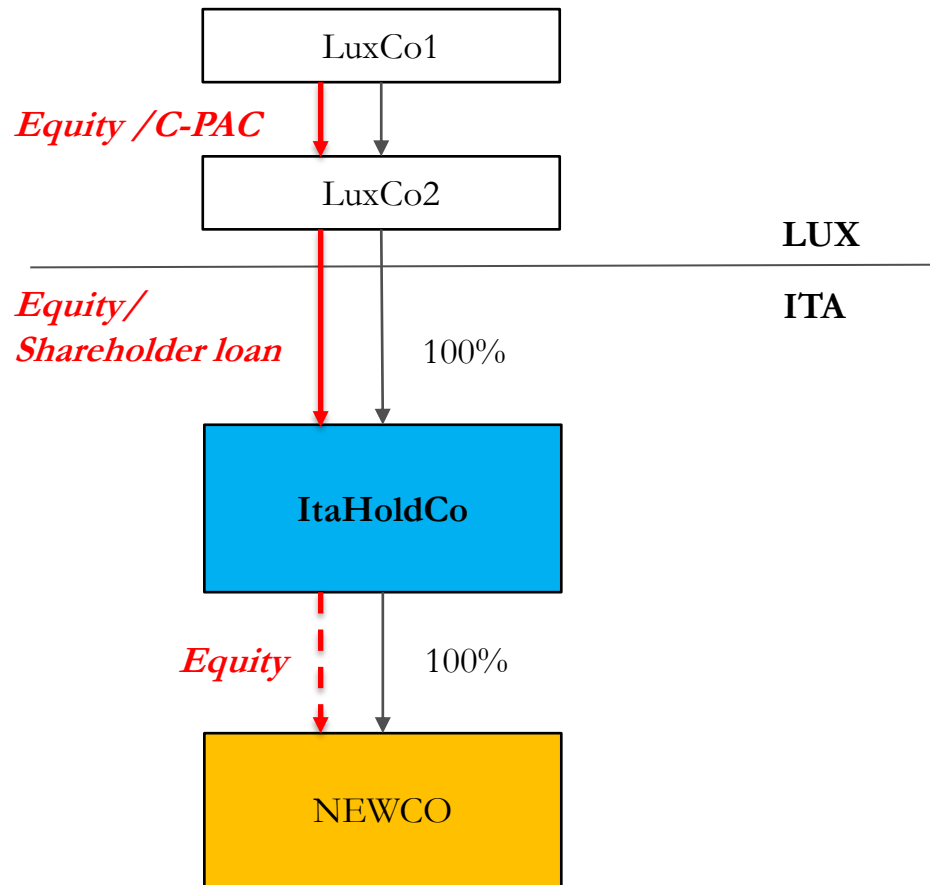 LuxCo1
Equity /C-PAC
LuxCo2
LUX
Equity/
Shareholder loan
ITA
100%
ItaHoldCo
Equity
100%
NEWCO